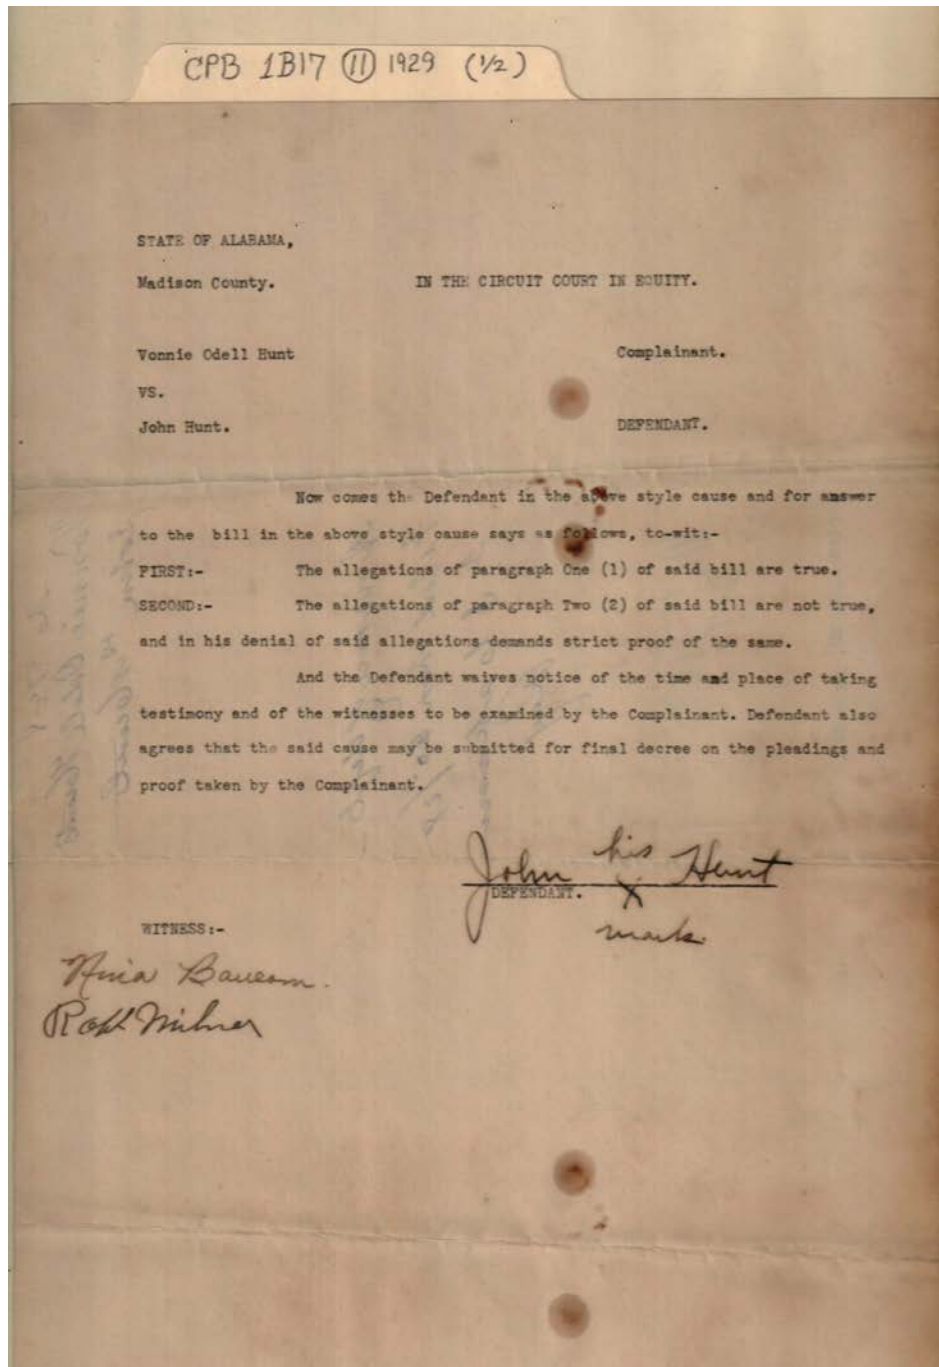 CPB 1B17 (11) 1929 (1/2)
STATE OF ALABAMA,
Madison County. IN THE CIRCUIT COURT IN EQUITY.
Vonnie Odell Hunt Complainant.
VS.
John Hunt. DEFENDANT.
Now comes the Defendant in the above style cause and for answer
to the bill in the above style cause says as follows, to-wit:-
FIRST:- The allegations of paragraph One (1) of said bill are true.
SECOND:- The allegations of paragraph Two (2) of said bill are not true,
and in his denial of said allegations demands strict proof of the same.
And the Defendant waives notice of the time and place of taking
testimony and of the witnesses to be examined by the Complainant. Defendant also
agrees that the said cause may be submitted for final decree on the pleadings and
proof taken by the Complainant.
John his Hunt
DEFENDANT. X
mark.
WITNESS:-
Milner